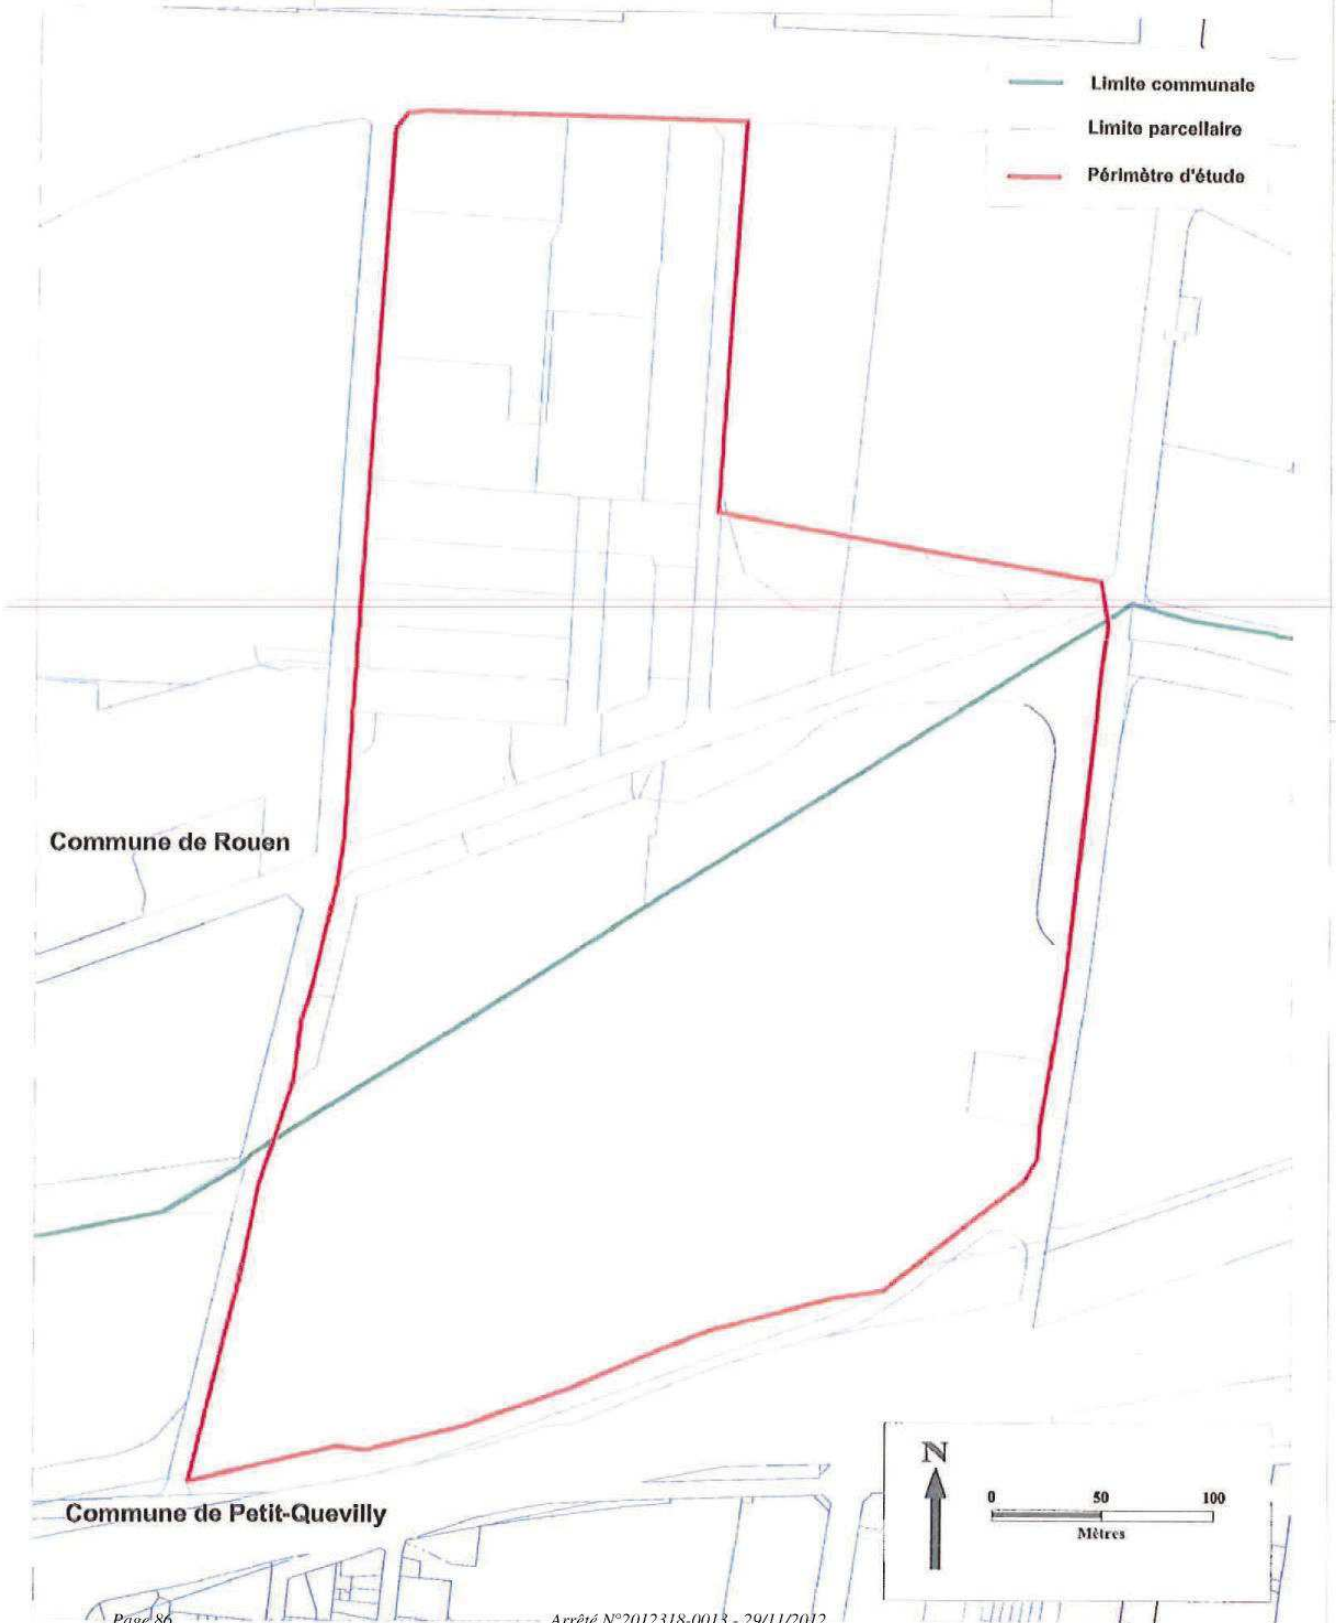 Limite communale
Limite parcellaire
Périmètre d'étude
Commune de Rouen
Commune de Petit-Quevilly
N
0 50 100
Mètres
Page 86
Arrêté N°2012318-0013 - 29/11/2012